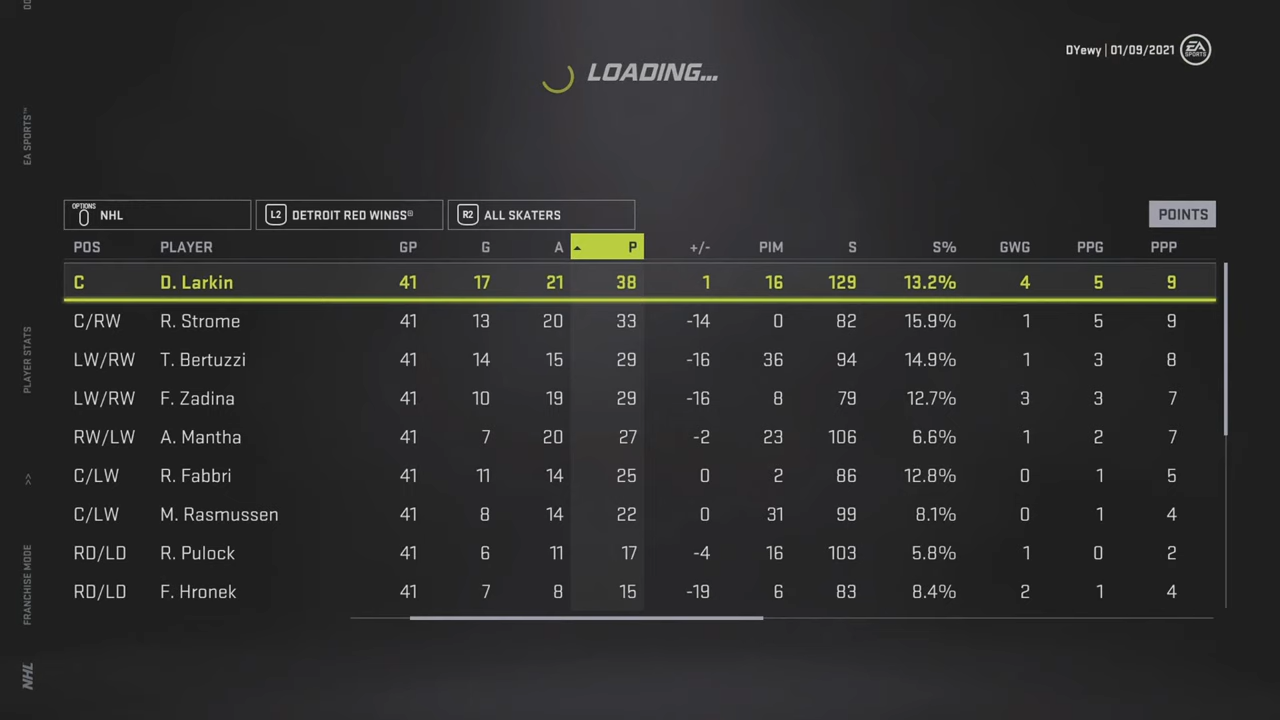 DYewy | 01/09/2021 EA SPORTS
LOADING...
OPTIONS NHL L2 DETROIT RED WINGS® R2 ALL SKATERS POINTS
POS PLAYER GP G A P +/- PIM S S% GWG PPG PPP
C D. Larkin 41 17 21 38 1 16 129 13.2% 4 5 9
C/RW R. Strome 41 13 20 33 -14 0 82 15.9% 1 5 9
LW/RW T. Bertuzzi 41 14 15 29 -16 36 94 14.9% 1 3 8
LW/RW F. Zadina 41 10 19 29 -16 8 79 12.7% 3 3 7
RW/LW A. Mantha 41 7 20 27 -2 23 106 6.6% 1 2 7
C/LW R. Fabbri 41 11 14 25 0 2 86 12.8% 0 1 5
C/LW M. Rasmussen 41 8 14 22 0 31 99 8.1% 0 1 4
RD/LD R. Pulock 41 6 11 17 -4 16 103 5.8% 1 0 2
RD/LD F. Hronek 41 7 8 15 -19 6 83 8.4% 2 1 4
NHL FRANCHISE MODE >> PLAYER STATS EA SPORTS™